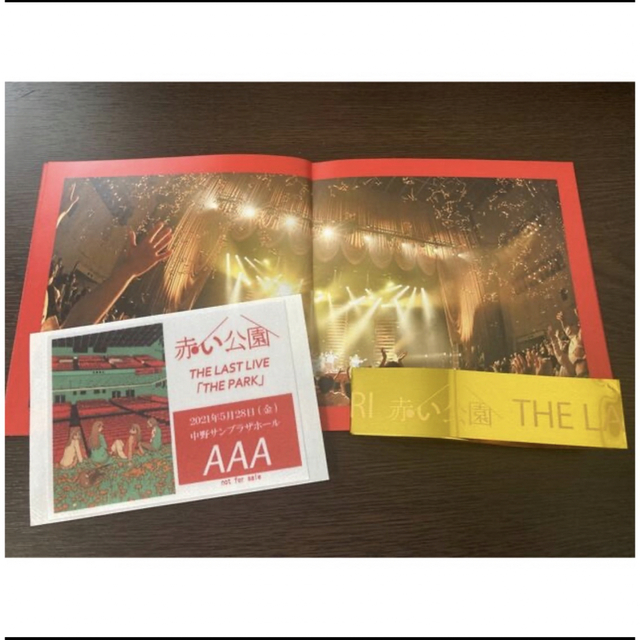 赤い公園
THE LAST LIVE
「THE PARK」
2021年5月28日(金)
中野サンプラザホール
AAA
not for sale
RI 赤い公園 THE LA